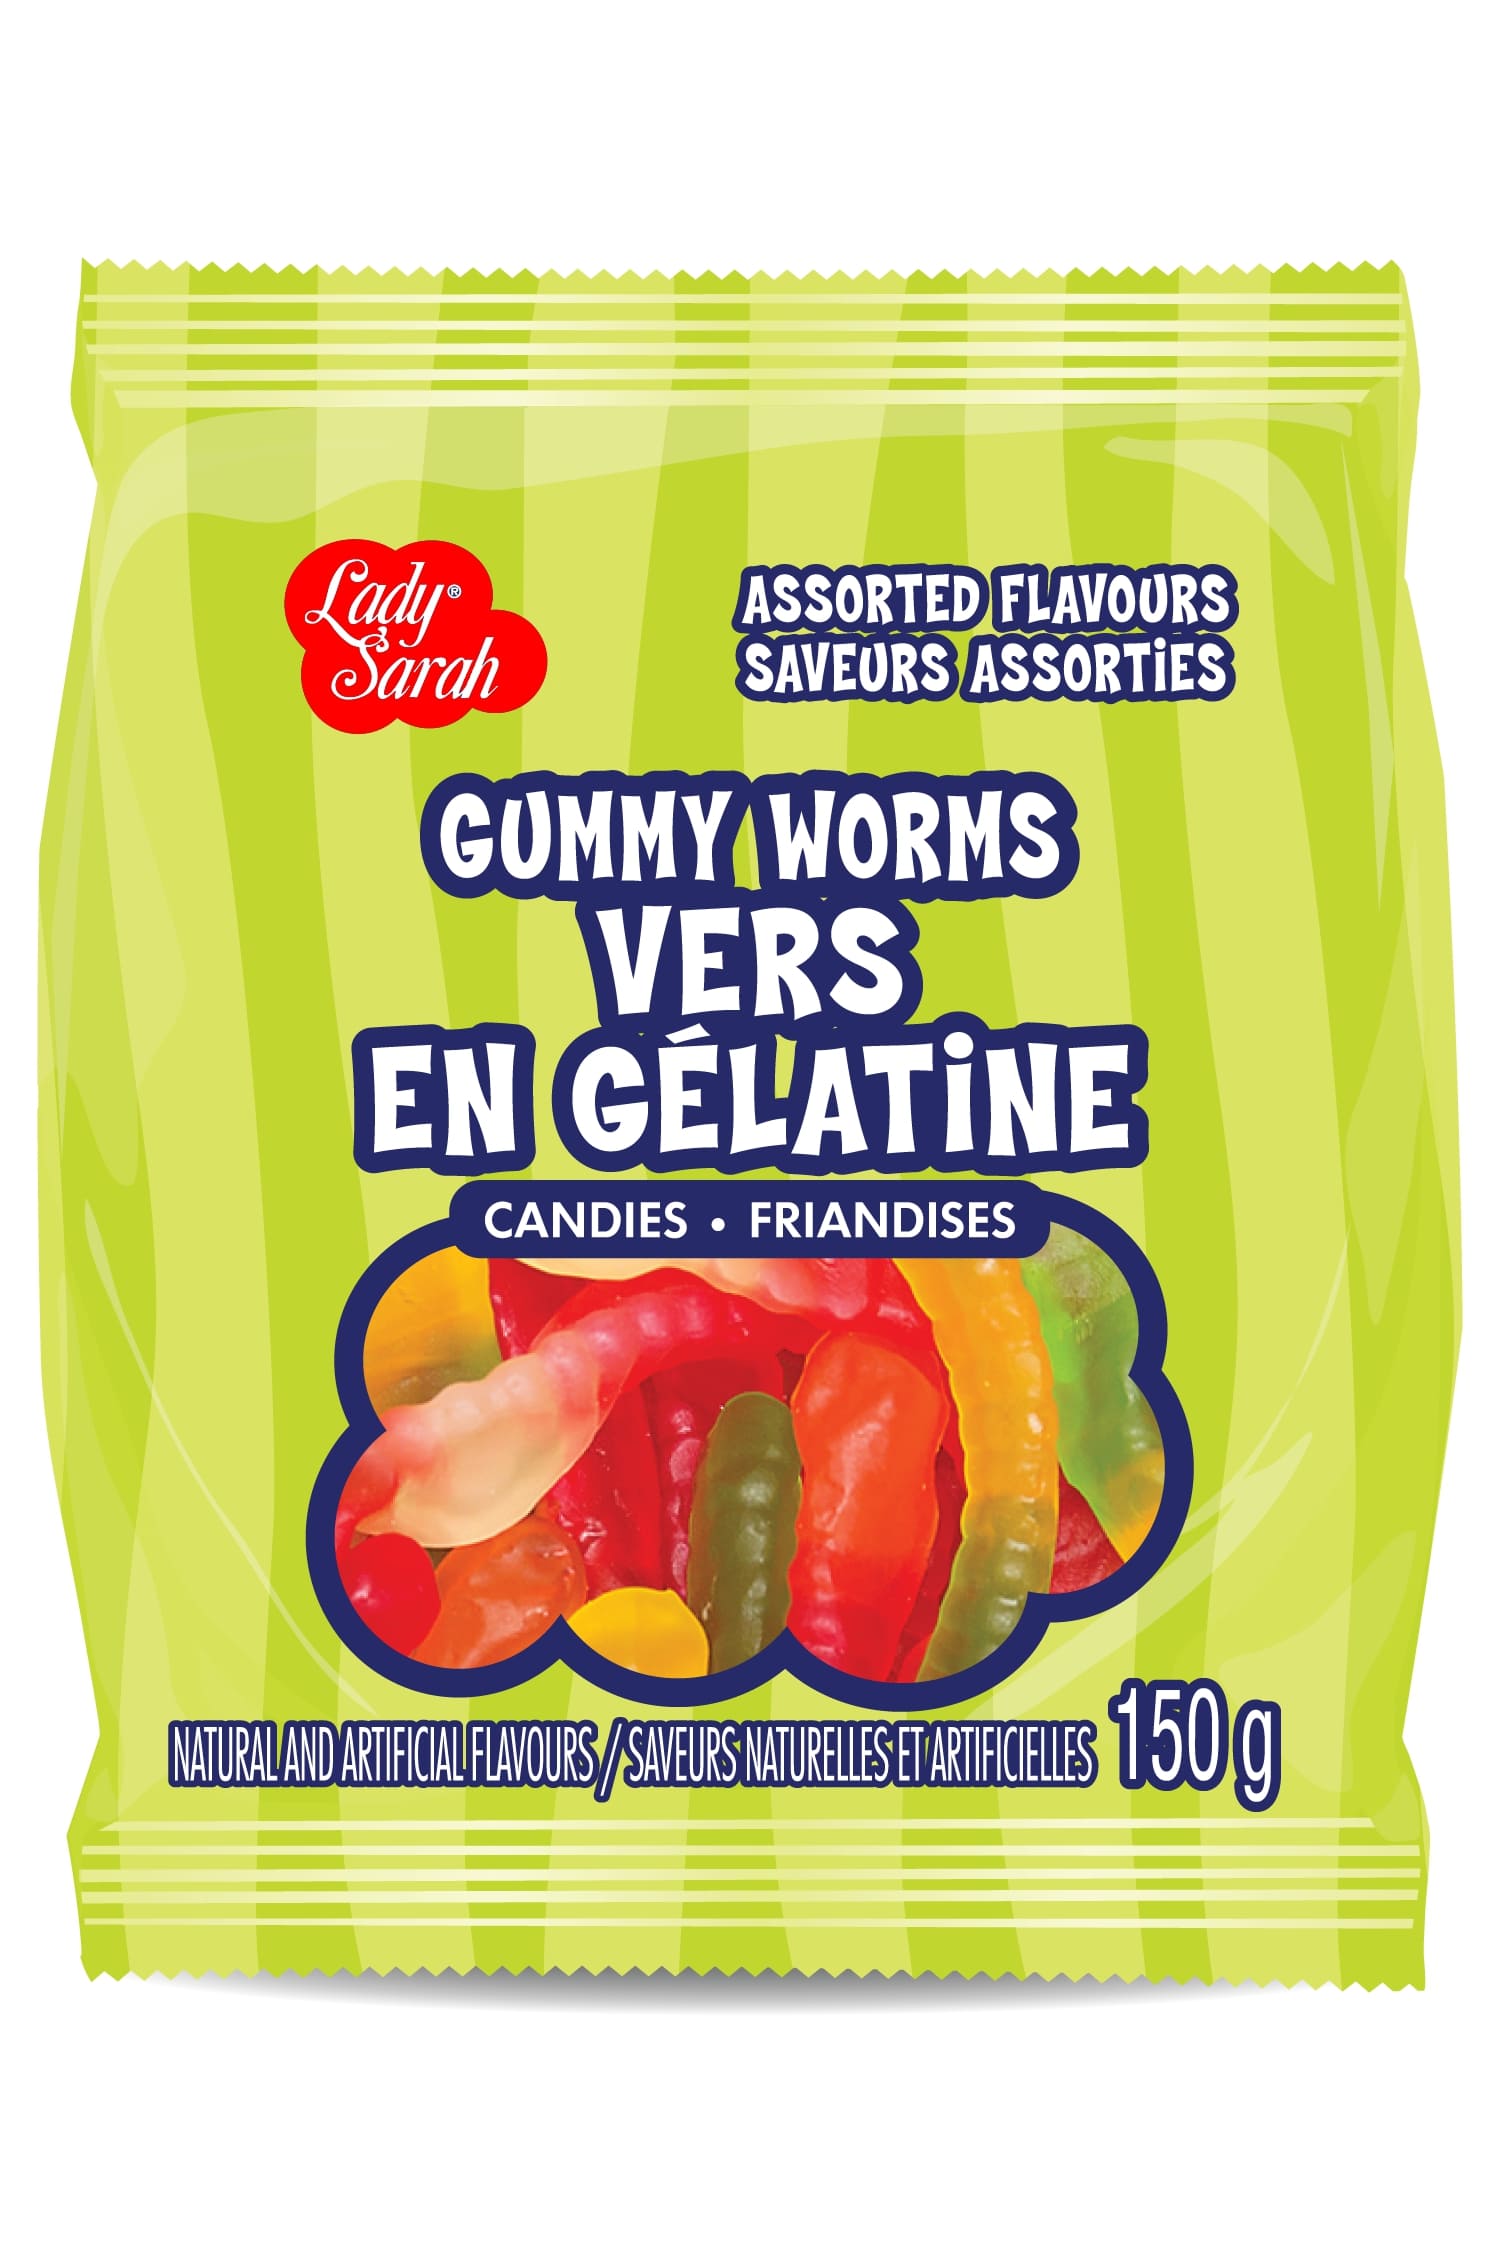 Lady®
Sarah
ASSORTED FLAVOURS
SAVEURS ASSORTiES
GUMMY WORMS
VERS
EN GÉLATiNE
CANDIES • FRIANDISES
NATURAL AND ARTIFICIAL FLAVOURS / SAVEURS NATURELLES ET ARTIFICIELLES 150 g